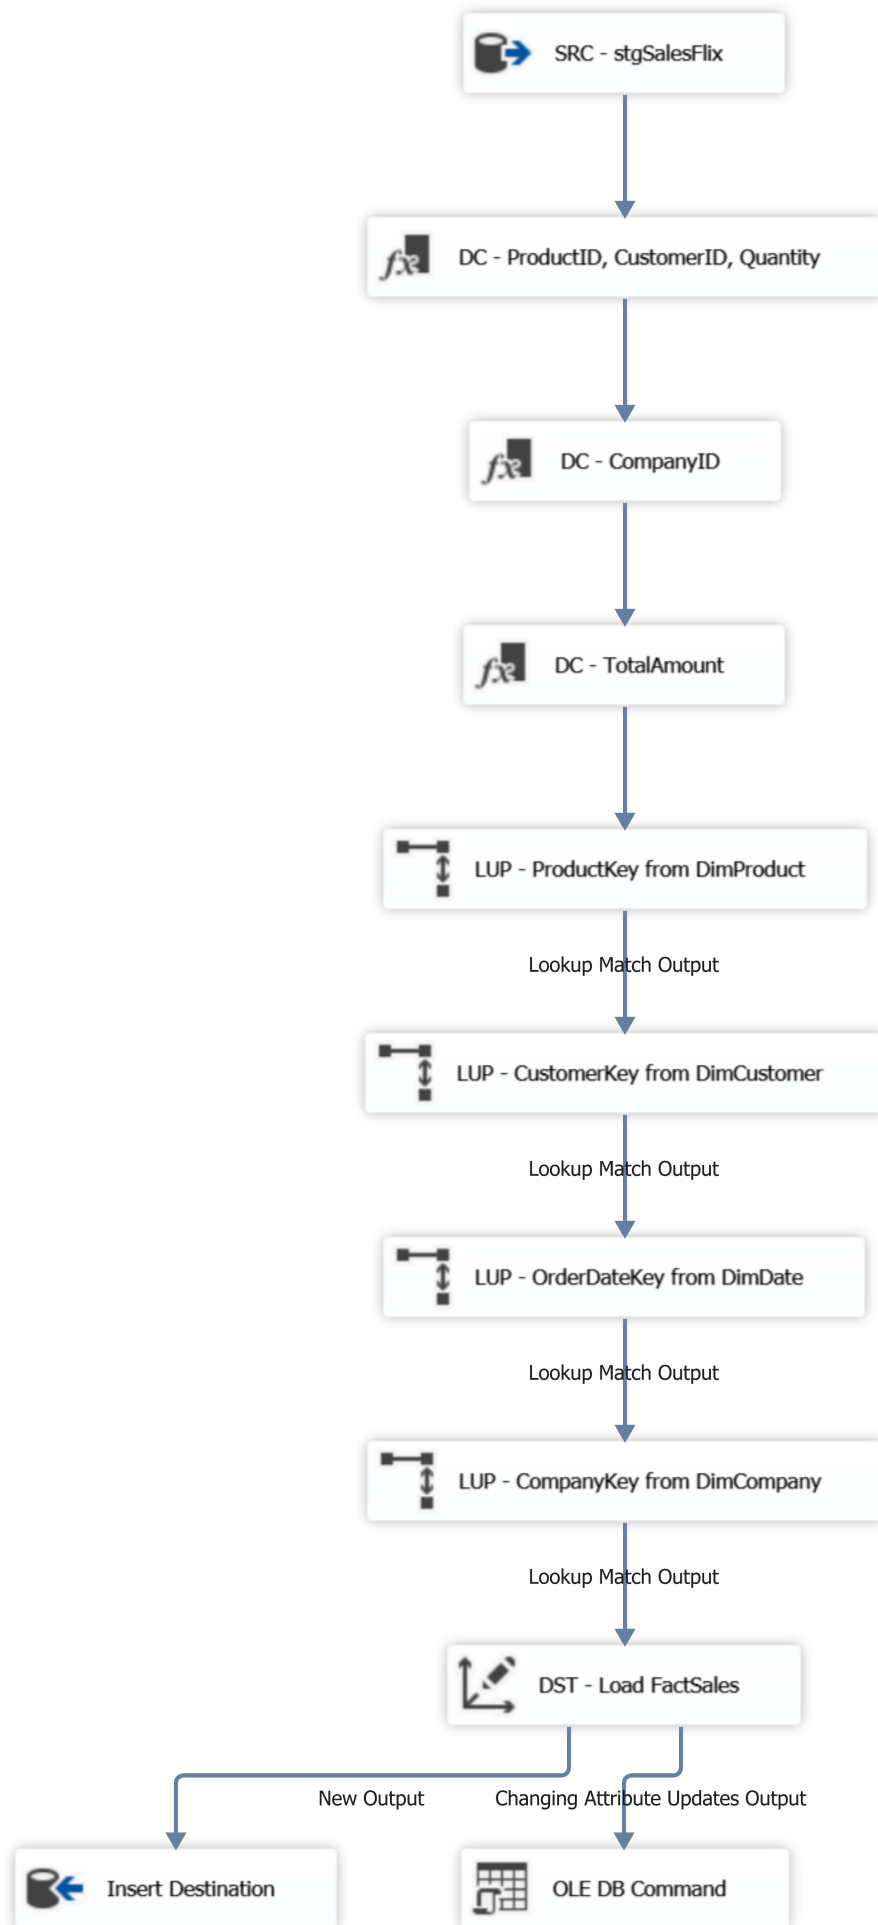 SRC - stgSalesFlix
DC - ProductID, CustomerID, Quantity
DC - CompanyID
DC - TotalAmount
LUP - ProductKey from DimProduct
Lookup Match Output
LUP - CustomerKey from DimCustomer
Lookup Match Output
LUP - OrderDateKey from DimDate
Lookup Match Output
LUP - CompanyKey from DimCompany
Lookup Match Output
DST - Load FactSales
New Output
Changing Attribute Updates Output
Insert Destination
OLE DB Command